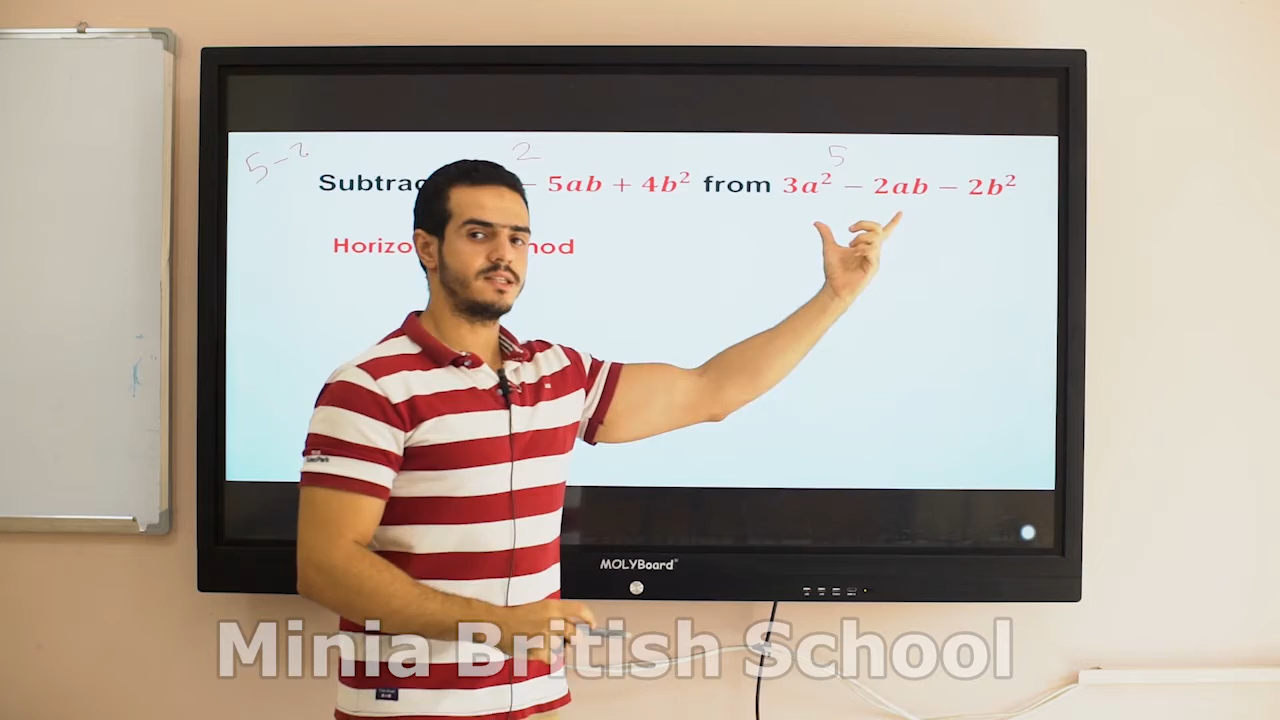 5 - 2
2
5
Subtrac − 5ab + 4b² from 3a² − 2ab − 2b²
Horizo hod
MOLYBoard
Minia British School